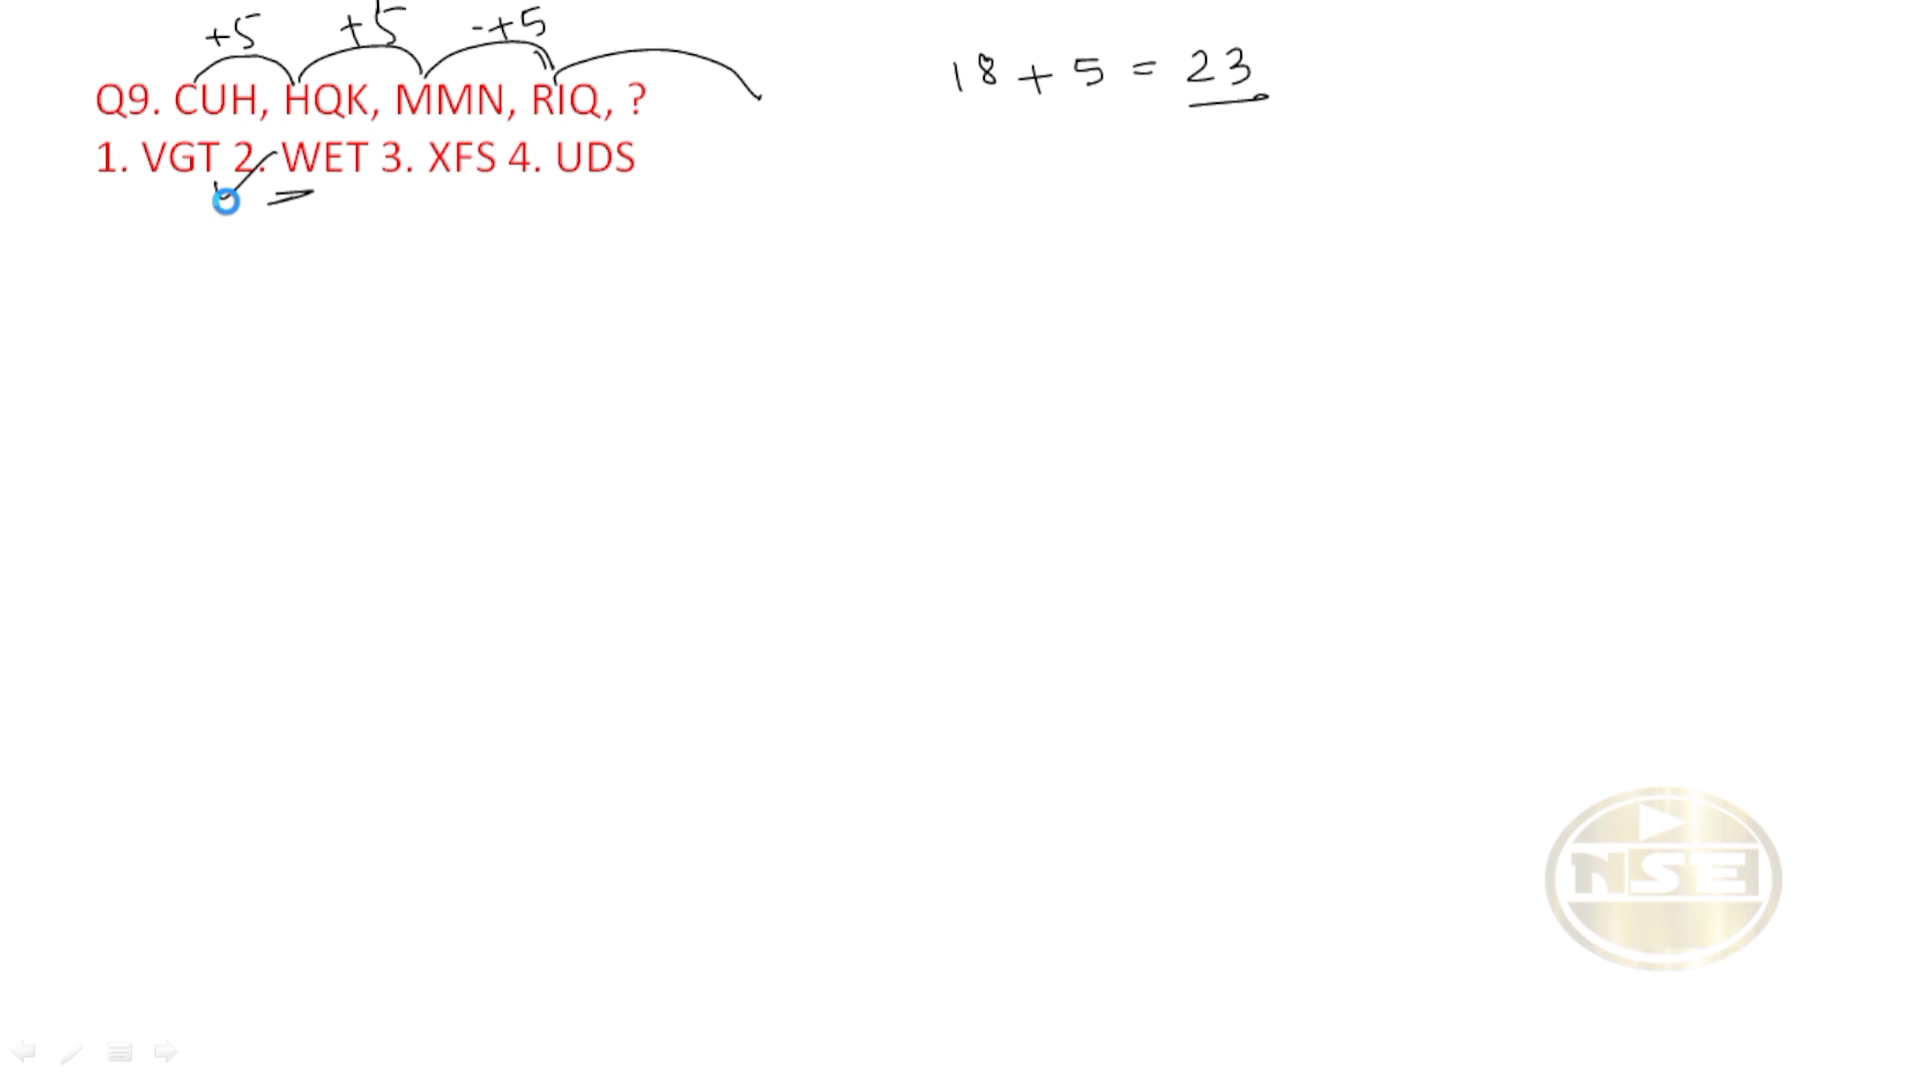 +5 +5 -+5
18 + 5 = 23
Q9. CUH, HQK, MMN, RIQ, ?
1. VGT 2. WET 3. XFS 4. UDS
NSE